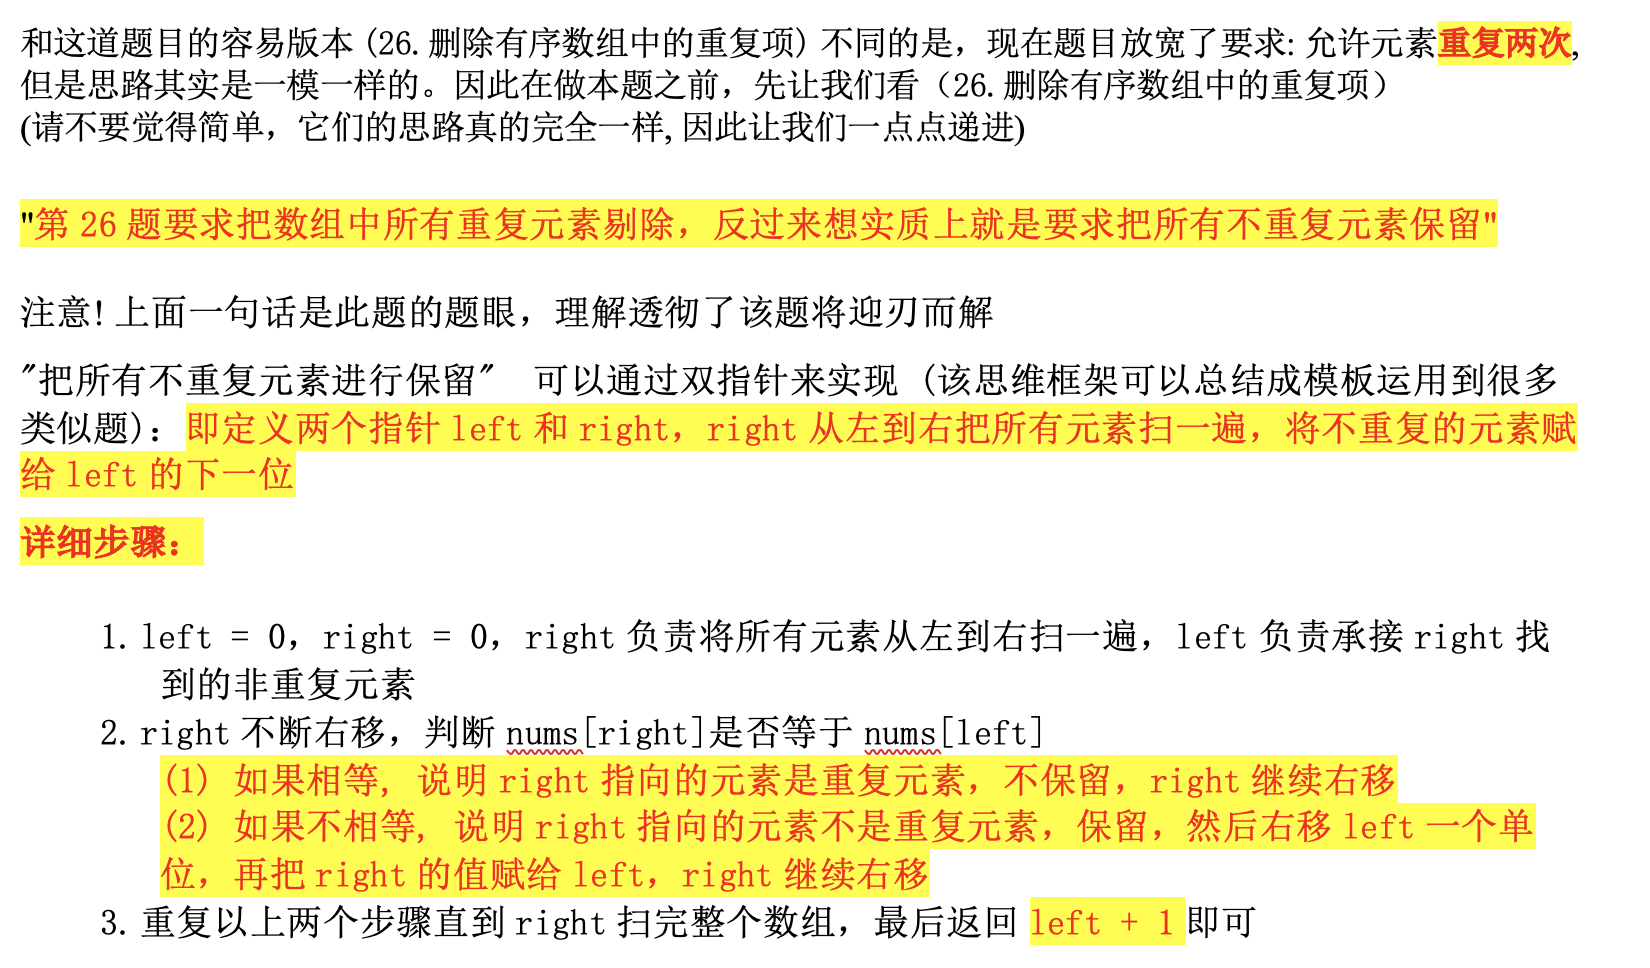 和这道题目的容易版本 (26. 删除有序数组中的重复项) 不同的是，现在题目放宽了要求: 允许元素重复两次,
但是思路其实是一模一样的。因此在做本题之前，先让我们看（26. 删除有序数组中的重复项）
(请不要觉得简单，它们的思路真的完全一样, 因此让我们一点点递进)
"第 26 题要求把数组中所有重复元素剔除，反过来想实质上就是要求把所有不重复元素保留"
注意! 上面一句话是此题的题眼，理解透彻了该题将迎刃而解
"把所有不重复元素进行保留" 可以通过双指针来实现 (该思维框架可以总结成模板运用到很多
类似题)：即定义两个指针 left 和 right，right 从左到右把所有元素扫一遍，将不重复的元素赋
给 left 的下一位
详细步骤：
1. left = 0，right = 0，right 负责将所有元素从左到右扫一遍，left 负责承接 right 找
到的非重复元素
2. right 不断右移，判断 nums[right]是否等于 nums[left]
(1) 如果相等, 说明 right 指向的元素是重复元素，不保留，right 继续右移
(2) 如果不相等, 说明 right 指向的元素不是重复元素，保留，然后右移 left 一个单
位，再把 right 的值赋给 left，right 继续右移
3. 重复以上两个步骤直到 right 扫完整个数组，最后返回 left + 1 即可